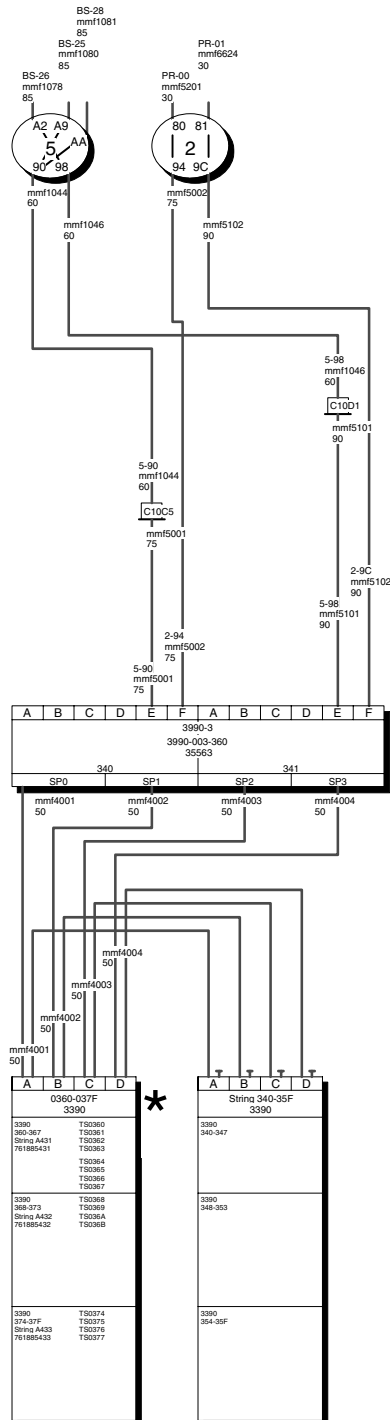 BS-28
mmf1081
85
BS-25
mmf1080
85
BS-26
mmf1078
85
PR-01
mmf6624
30
PR-00
mmf5201
30
A2 A9
AA
5
90 98
80 81
2
94 9C
mmf1044
60
mmf1046
60
mmf5002
75
mmf5102
90
5-98
mmf1046
60
C10D1
mmf5101
90
5-90
mmf1044
60
C10C5
mmf5001
75
2-9C
mmf5102
90
5-98
mmf5101
90
2-94
mmf5002
75
5-90
mmf5001
75
A B C D E F A B C D E F
3990-3
3990-003-360
35563
340 341
SP0 SP1 SP2 SP3
mmf4001
50
mmf4002
50
mmf4003
50
mmf4004
50
mmf4004
50
mmf4003
50
mmf4002
50
mmf4001
50
A B C D
0360-037F
3390
*
3390 TS0360
360-367 TS0361
String A431 TS0362
761885431 TS0363
TS0364
TS0365
TS0366
TS0367
3390 TS0368
368-373 TS0369
String A432 TS036A
761885432 TS036B
3390 TS0374
374-37F TS0375
String A433 TS0376
761885433 TS0377
A B C D
String 340-35F
3390
3390
340-347
3390
348-353
3390
354-35F